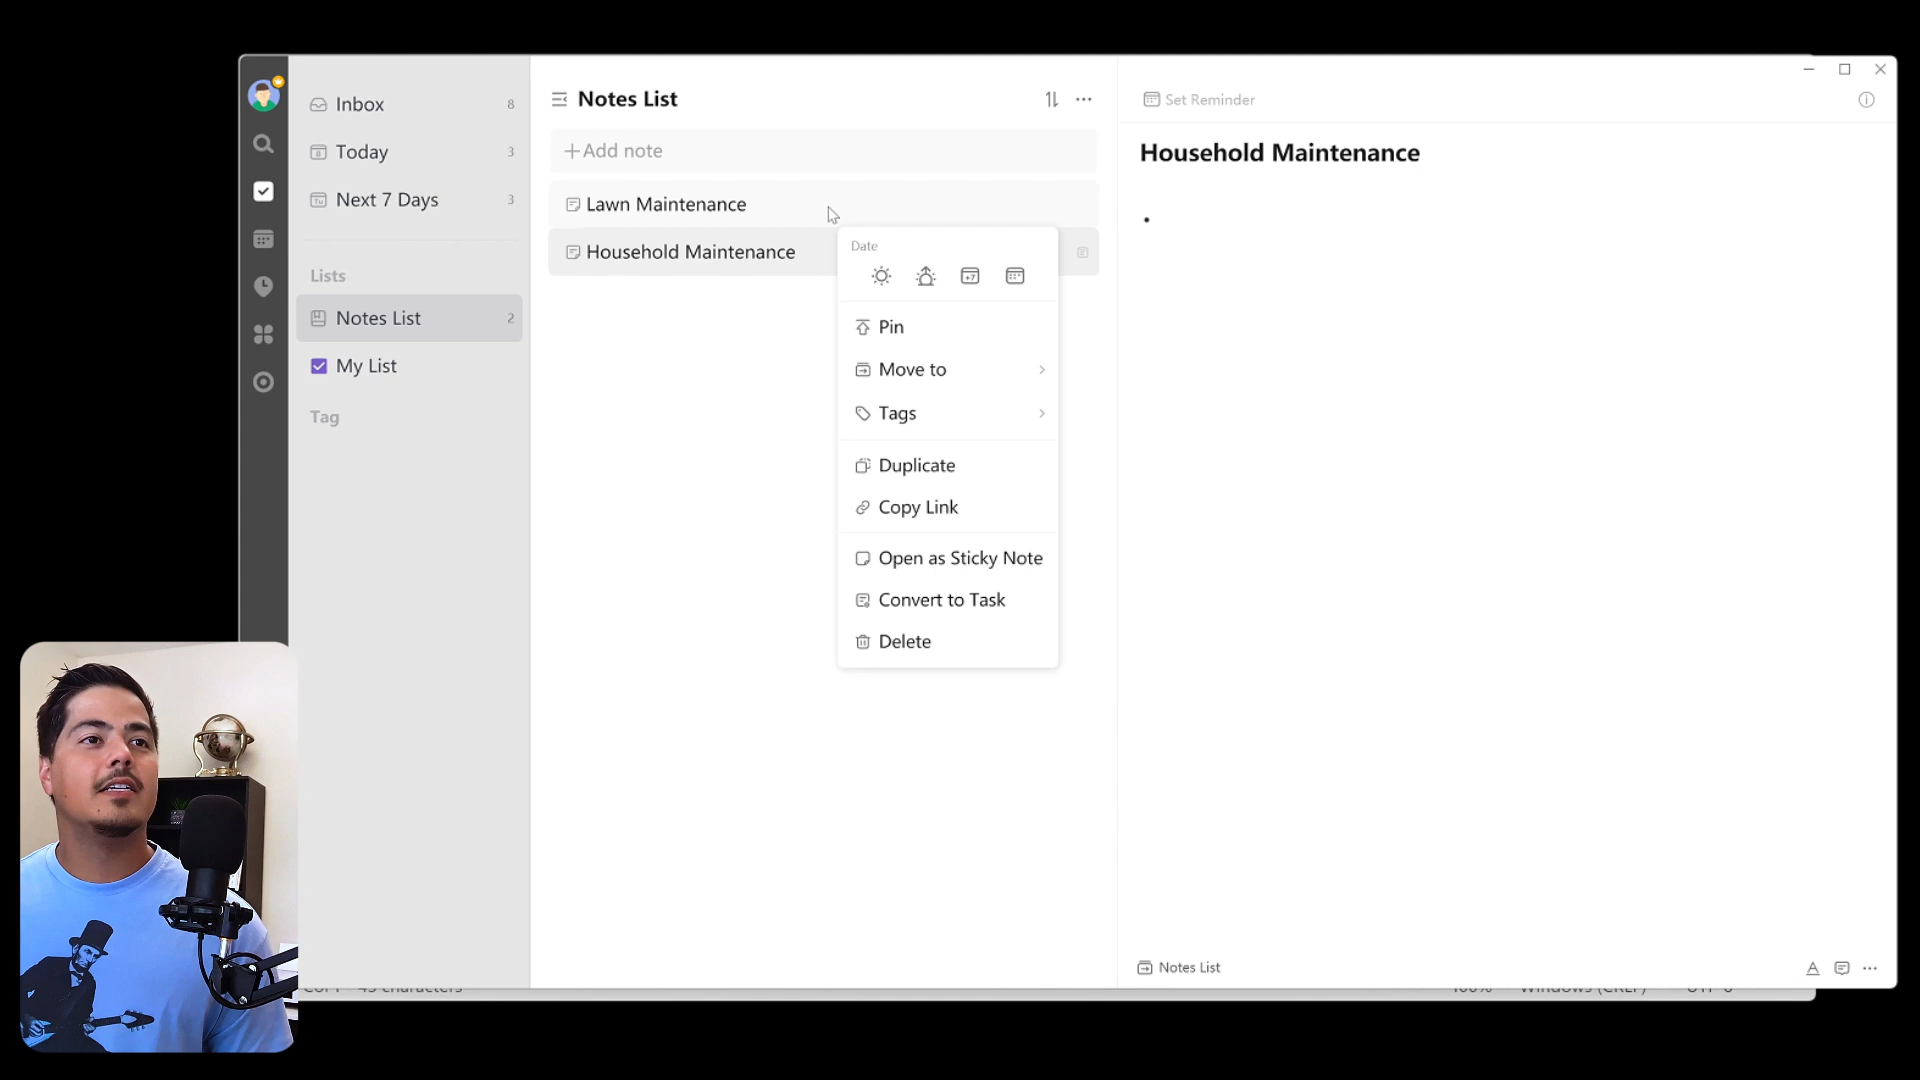 Inbox 8
Today 3
Next 7 Days 3
Lists
Notes List 2
My List
Tag
Notes List
Add note
Lawn Maintenance
Household Maintenance
Date
Pin
Move to
Tags
Duplicate
Copy Link
Open as Sticky Note
Convert to Task
Delete
Set Reminder
Household Maintenance
•
Notes List